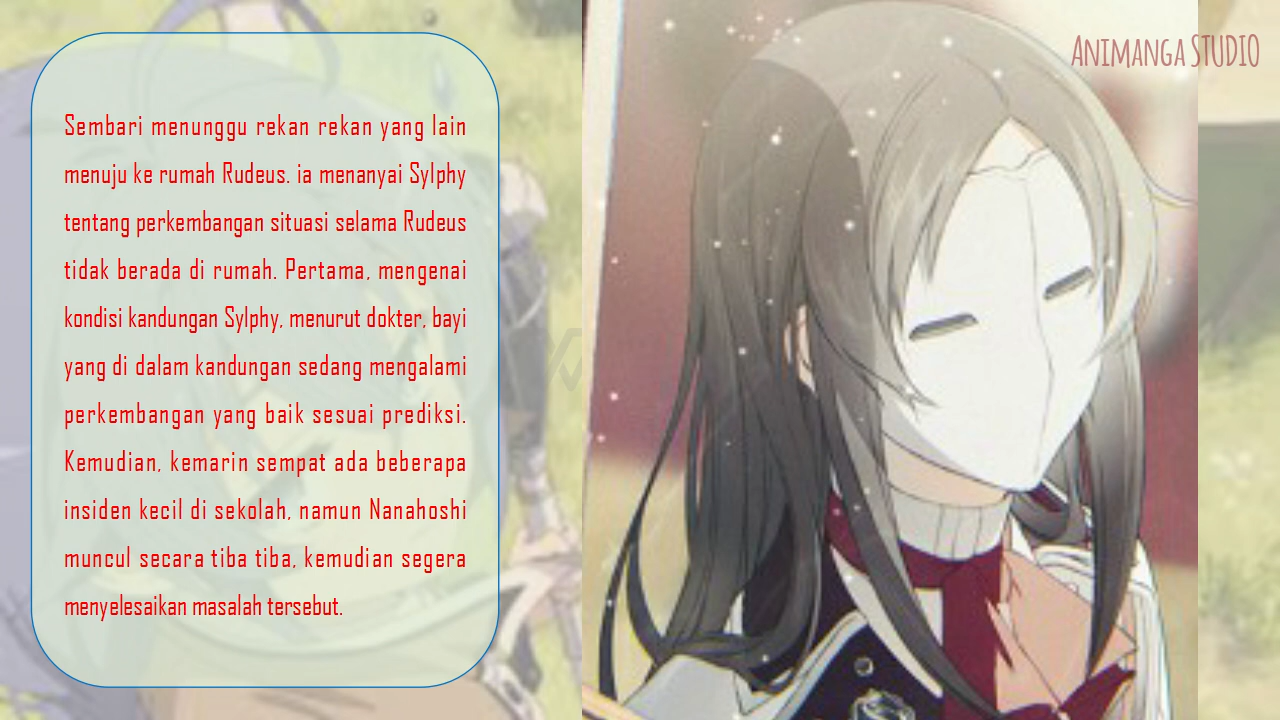 Sembari menunggu rekan rekan yang lain
menuju ke rumah Rudeus. ia menanyai Sylphy
tentang perkembangan situasi selama Rudeus
tidak berada di rumah. Pertama, mengenai
kondisi kandungan Sylphy, menurut dokter, bayi
yang di dalam kandungan sedang mengalami
perkembangan yang baik sesuai prediksi.
Kemudian, kemarin sempat ada beberapa
insiden kecil di sekolah, namun Nanahoshi
muncul secara tiba tiba, kemudian segera
menyelesaikan masalah tersebut.
ANIMANGA STUDIO